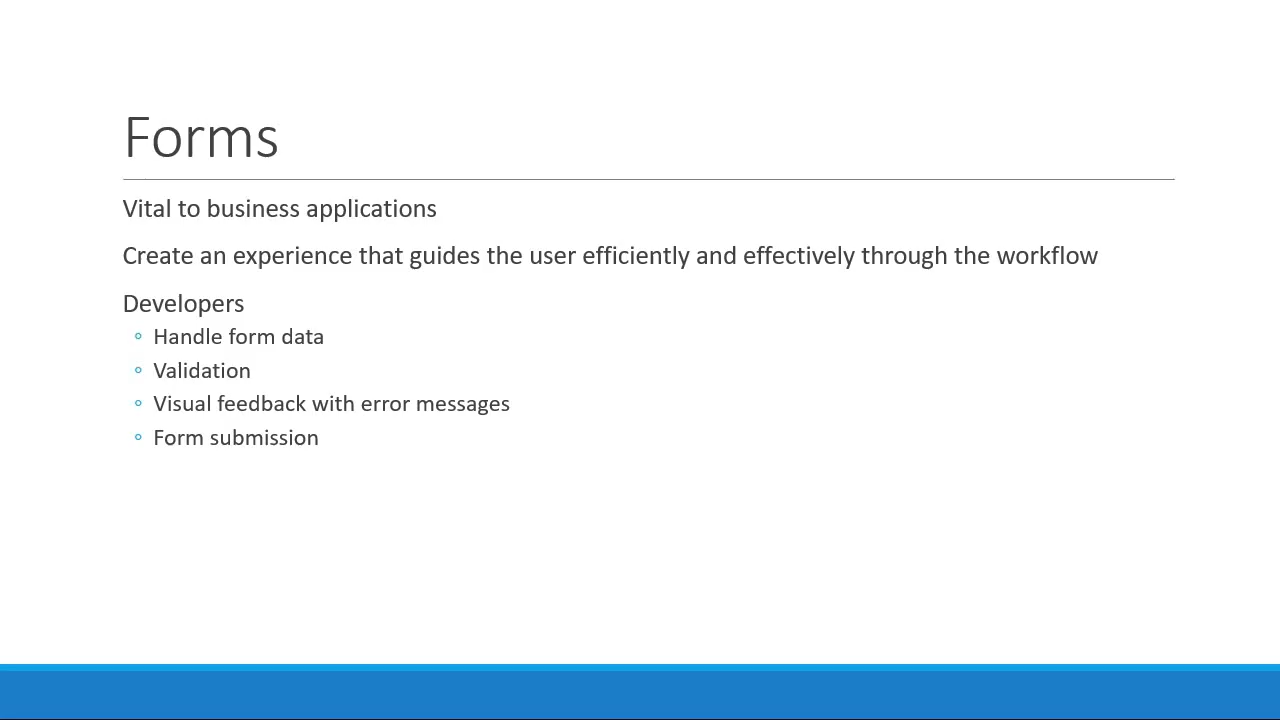 Forms
Vital to business applications
Create an experience that guides the user efficiently and effectively through the workflow
Developers
Handle form data
Validation
Visual feedback with error messages
Form submission